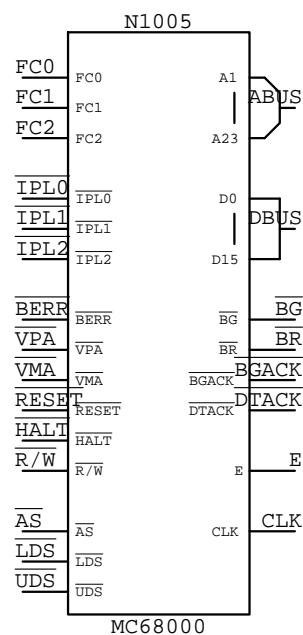 N1005
FC0 FC0 A1
FC1 FC1 ABUS
FC2 FC2 A23
IPL0 IPL0 D0
IPL1 IPL1 DBUS
IPL2 IPL2 D15
BERR BERR BG BG
VPA VPA BR BR
VMA VMA BGACK BGACK
RESET RESET DTACK DTACK
HALT HALT
R/W R/W E E
AS AS CLK CLK
LDS LDS
UDS UDS
MC68000